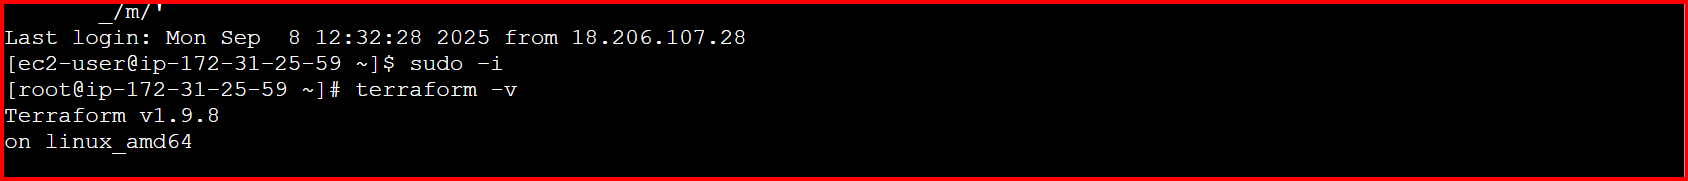 _/m/'
Last login: Mon Sep  8 12:32:28 2025 from 18.206.107.28
[ec2-user@ip-172-31-25-59 ~]$ sudo -i
[root@ip-172-31-25-59 ~]# terraform -v
Terraform v1.9.8
on linux_amd64